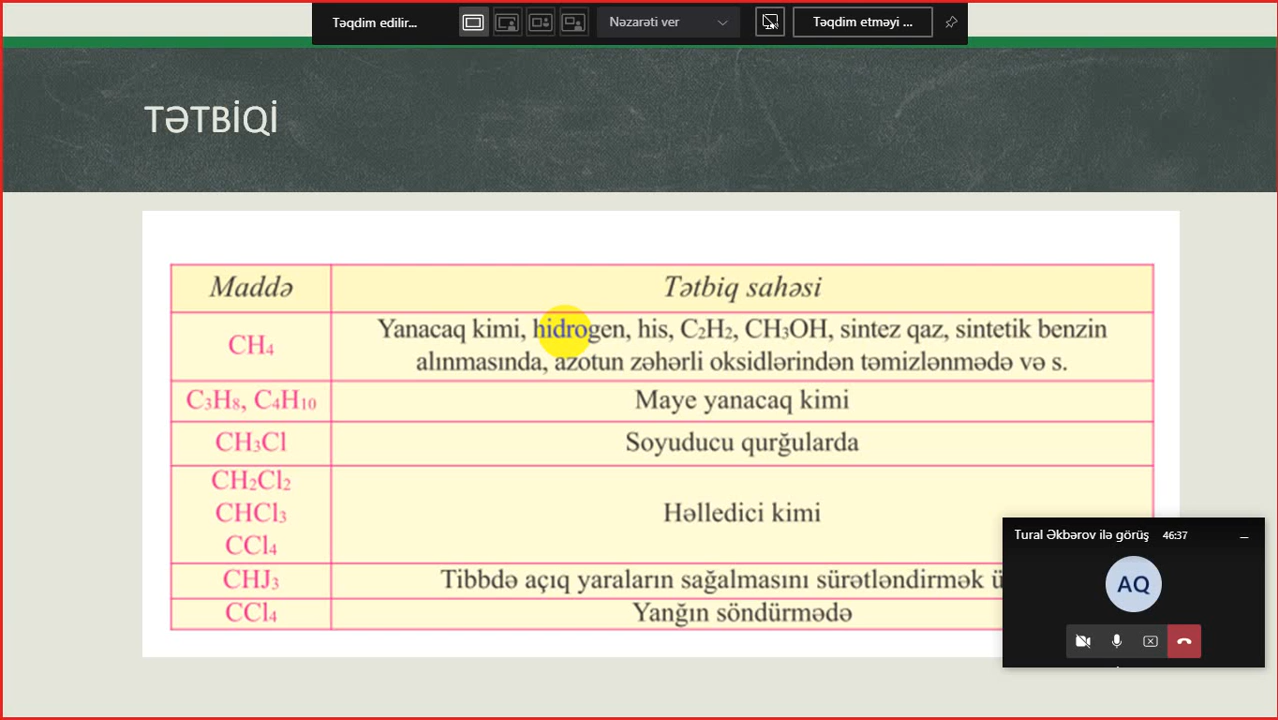 Təqdim edilir...
Nəzarəti ver
Təqdim etməyi ...
TƏTBİQİ
Maddə
Tətbiq sahəsi
CH₄
Yanacaq kimi, hidrogen, his, C₂H₂, CH₃OH, sintez qaz, sintetik benzin
alınmasında, azotun zəhərli oksidlərindən təmizlənmədə və s.
C₃H₈, C₄H₁₀
Maye yanacaq kimi
CH₃Cl
Soyuducu qurğularda
CH₂Cl₂
CHCl₃
CCl₄
Həlledici kimi
CHJ₃
Tibbdə açıq yaraların sağalmasını sürətləndirmək
CCl₄
Yanğın söndürmədə
Tural Əkbərov ilə görüş 46:37
AQ